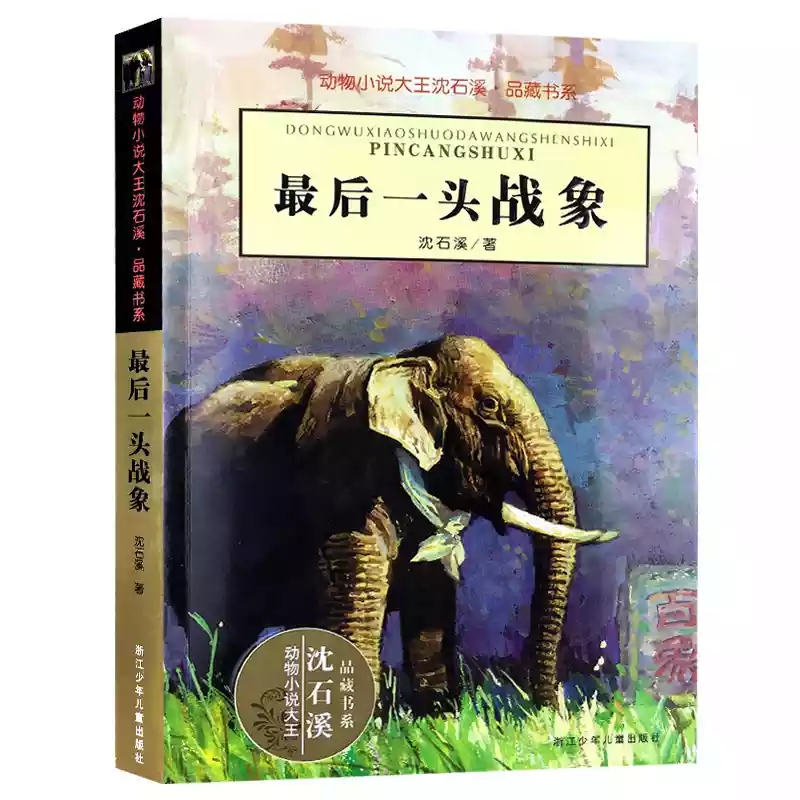 动物小说大王沈石溪·品藏书系
最后一头战象
沈石溪 著
浙江少年儿童出版社
动物小说大王沈石溪·品藏书系
DONGWUXIAOSHUODAWANGSHENSHIXI
PINCANGSHUXI
最后一头战象
沈石溪/著
品藏书系
沈石溪
动物小说大王
浙江少年儿童出版社